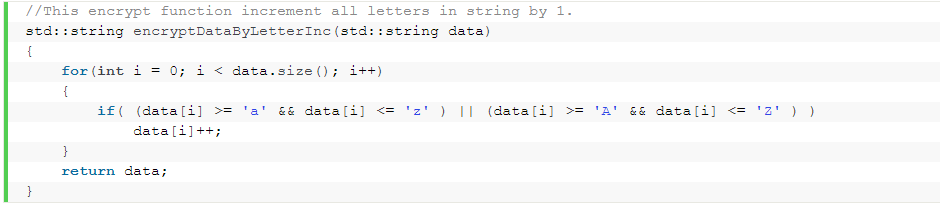 //This encrypt function increment all letters in string by 1.
std::string encryptDataByLetterInc(std::string data)
{
    for(int i = 0; i < data.size(); i++)
    {
        if( (data[i] >= 'a' && data[i] <= 'z' ) || (data[i] >= 'A' && data[i] <= 'Z' ) )
            data[i]++;
    }
    return data;
}